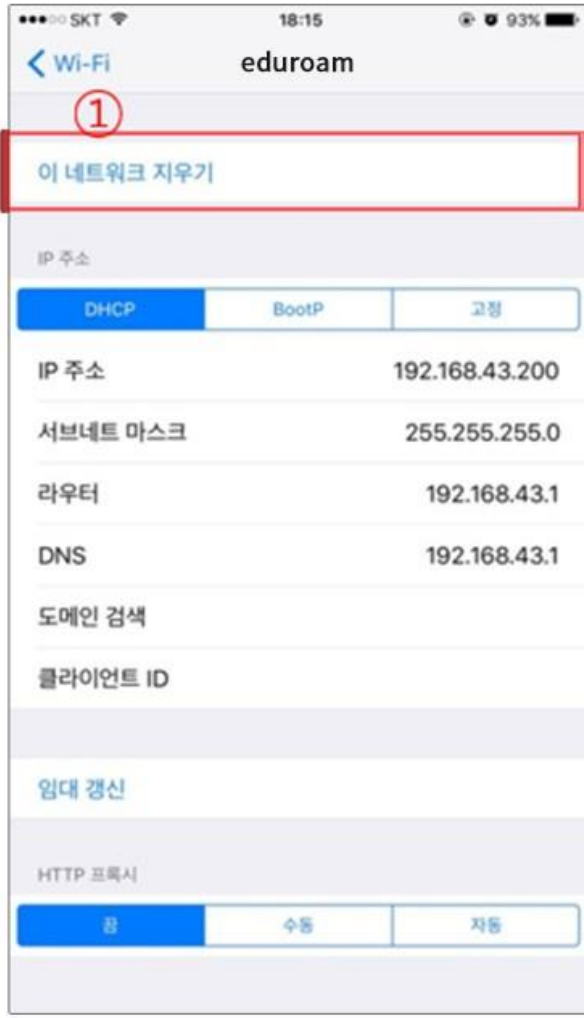 SKT 18:15 93%
Wi-Fi eduroam
①
이 네트워크 지우기
IP 주소
DHCP BootP 고정
IP 주소 192.168.43.200
서브네트 마스크 255.255.255.0
라우터 192.168.43.1
DNS 192.168.43.1
도메인 검색
클라이언트 ID
임대 갱신
HTTP 프록시
끔 수동 자동